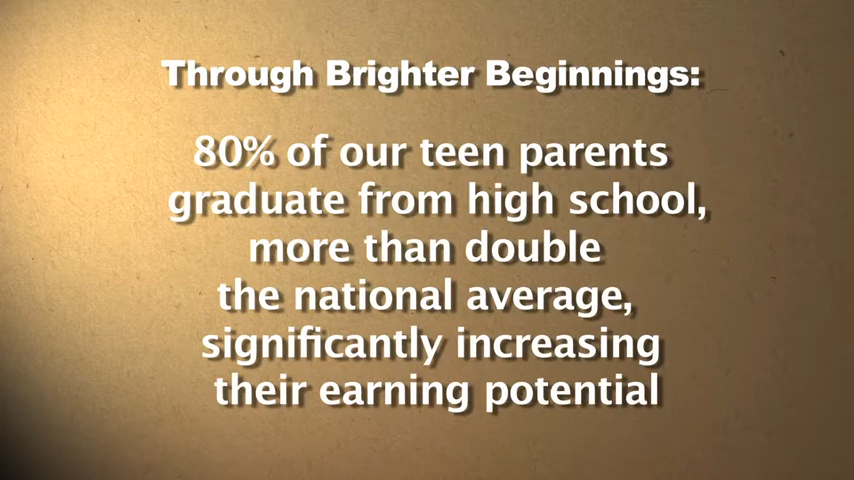 Through Brighter Beginnings:
80% of our teen parents
graduate from high school,
more than double
the national average,
significantly increasing
their earning potential